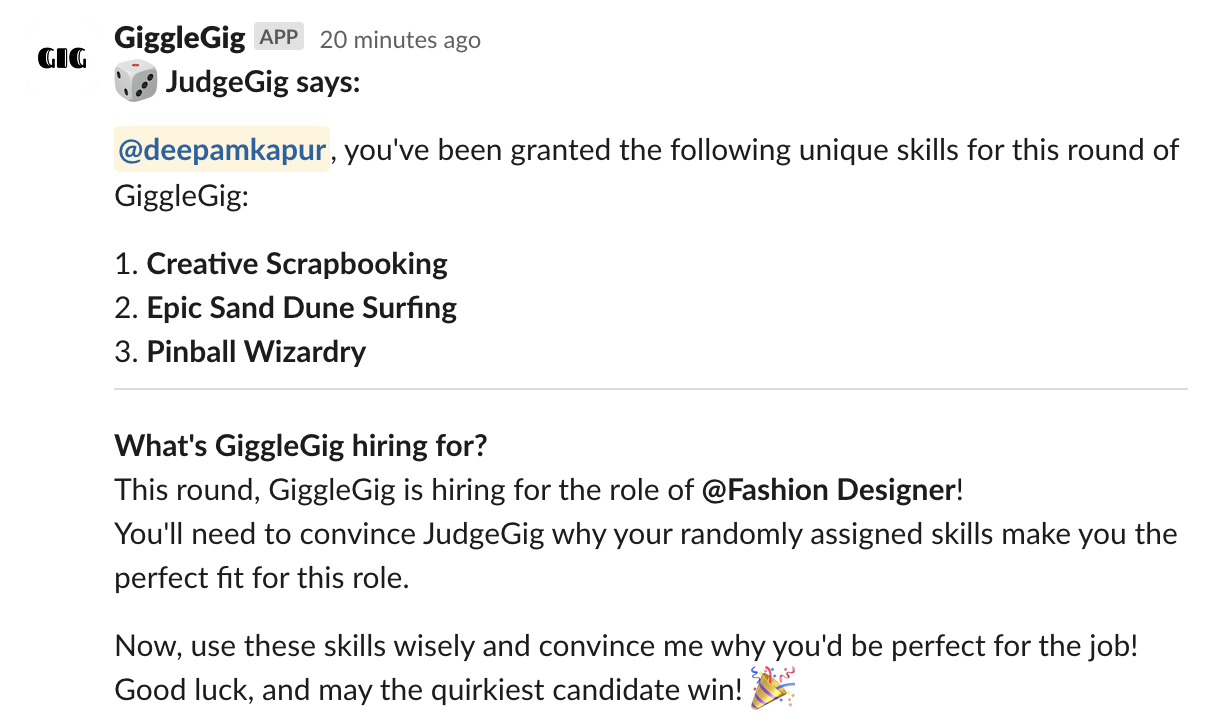 GIG
GiggleGig APP 20 minutes ago
JudgeGig says:
@deepamkapur, you've been granted the following unique skills for this round of
GiggleGig:
1. Creative Scrapbooking
2. Epic Sand Dune Surfing
3. Pinball Wizardry
What's GiggleGig hiring for?
This round, GiggleGig is hiring for the role of @Fashion Designer!
You'll need to convince JudgeGig why your randomly assigned skills make you the
perfect fit for this role.
Now, use these skills wisely and convince me why you'd be perfect for the job!
Good luck, and may the quirkiest candidate win!